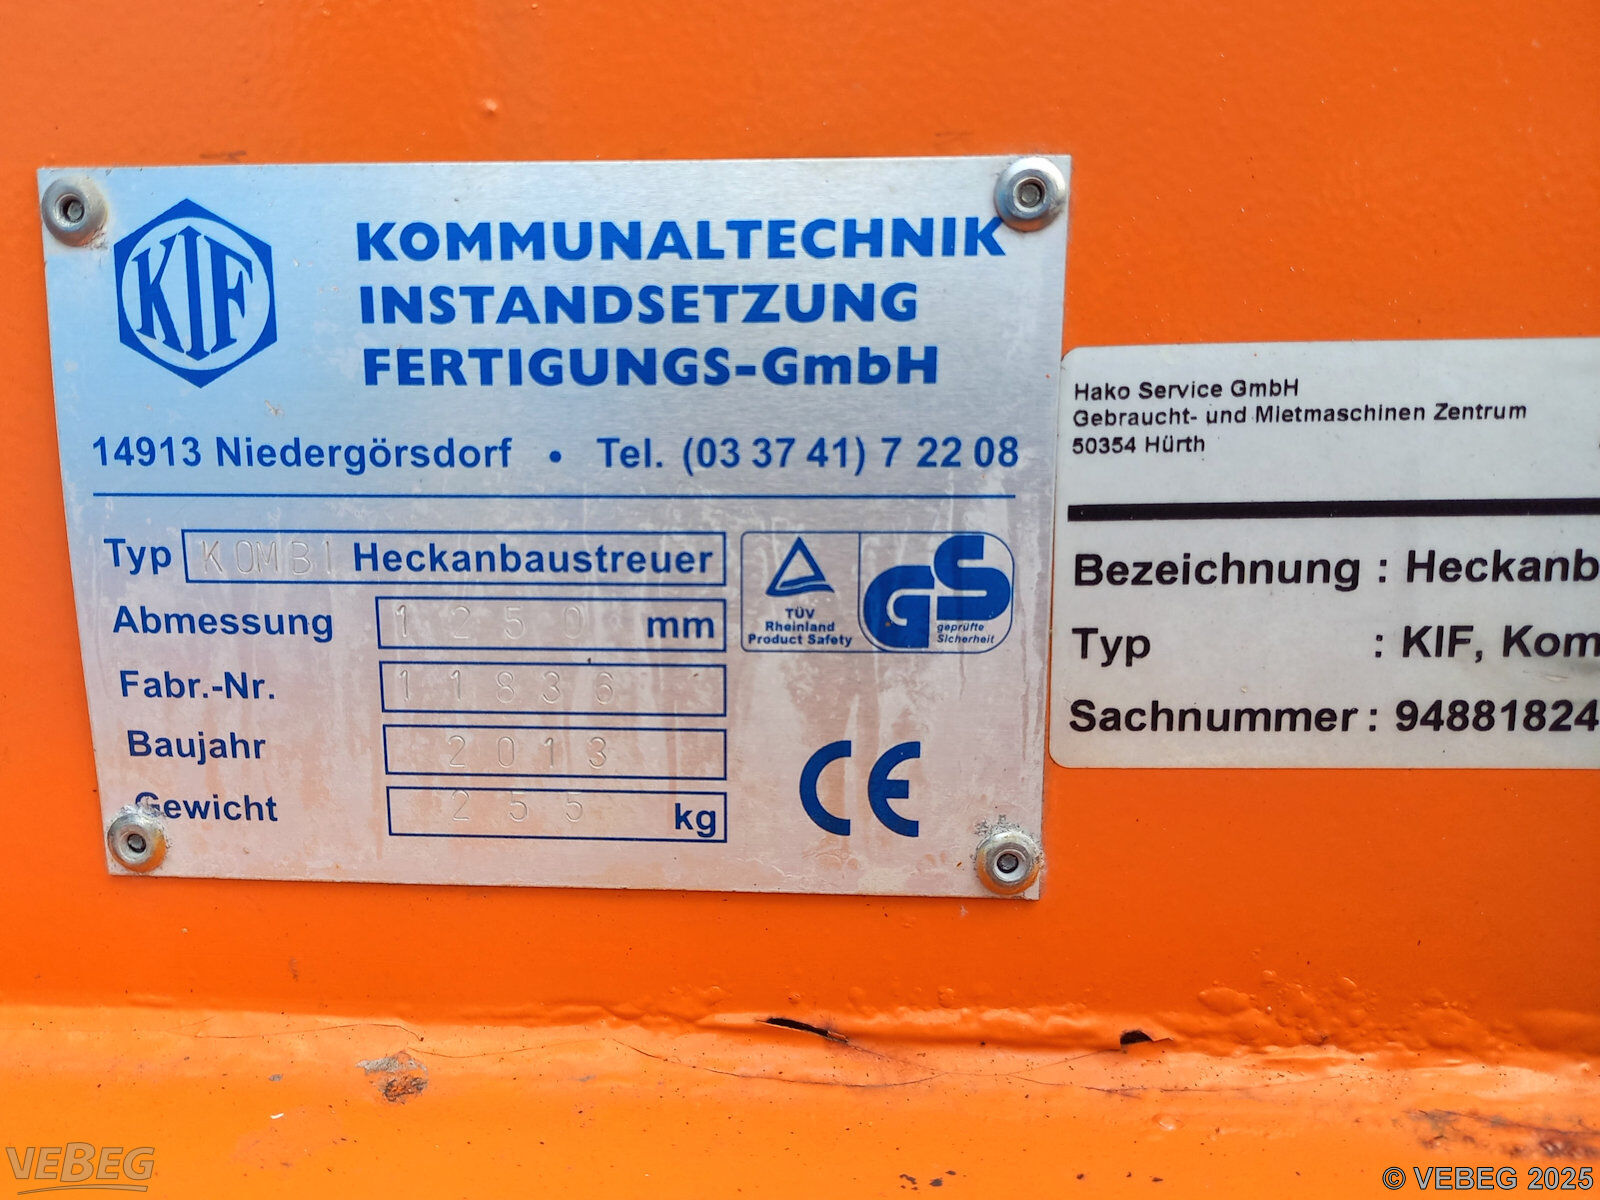 KIF
KOMMUNALTECHNIK
INSTANDSETZUNG
FERTIGUNGS-GmbH
14913 Niedergörsdorf • Tel. (03 37 41) 7 22 08
Typ KOMBI Heckanbaustreuer
Abmessung 1250 mm
Fabr.-Nr. 11836
Baujahr 2013
Gewicht 255 kg
TÜV
Rheinland
Product Safety
GS
geprüfte
Sicherheit
CE
Hako Service GmbH
Gebraucht- und Mietmaschinen Zentrum
50354 Hürth
Bezeichnung : Heckanb
Typ : KIF, Kom
Sachnummer : 94881824
VEBEG
© VEBEG 2025